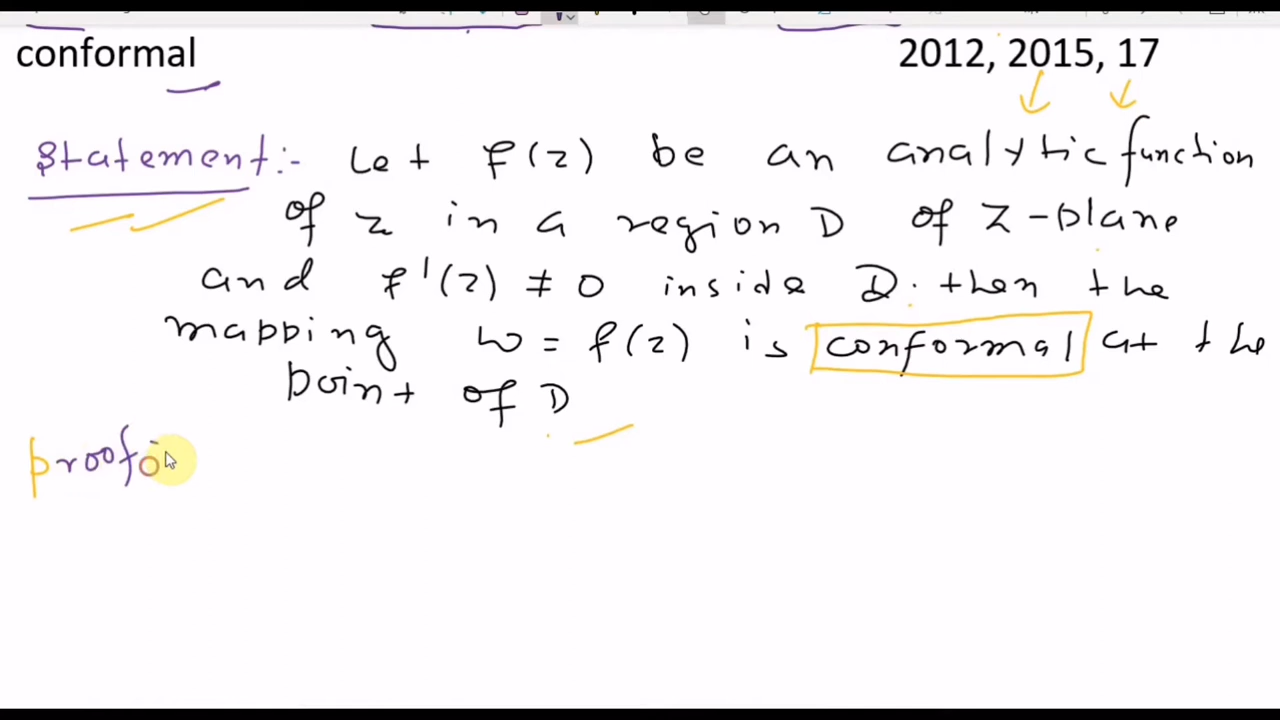 conformal
2012, 2015, 17
Statement:- Let f(z) be an analytic function
of z in a region D of Z-plane
and f'(z) ≠ 0 inside D. then the
mapping w = f(z) is conformal at the
point of D
proof: